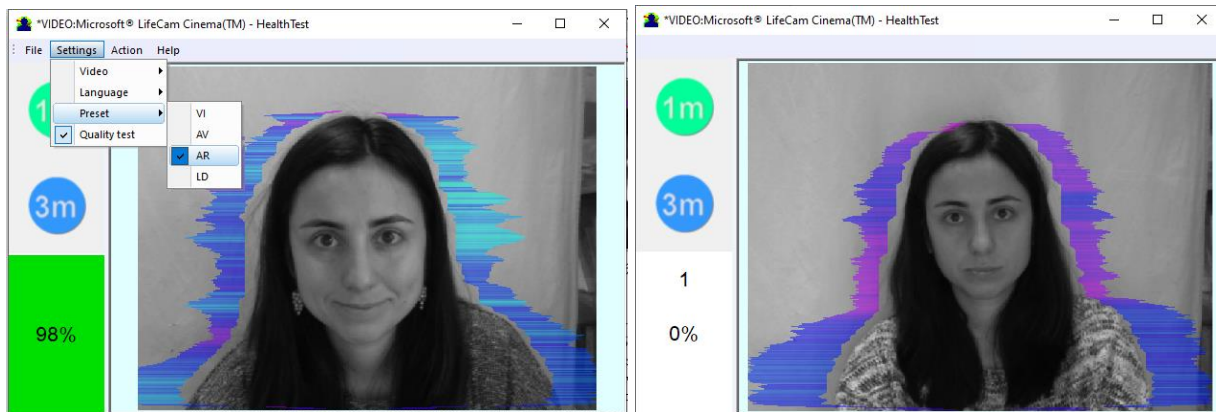 *VIDEO:Microsoft® LifeCam Cinema(TM) - HealthTest
File Settings Action Help
Video
Language
Preset
Quality test
VI
AV
AR
LD
3m
98%
*VIDEO:Microsoft® LifeCam Cinema(TM) - HealthTest
1m
3m
1
0%